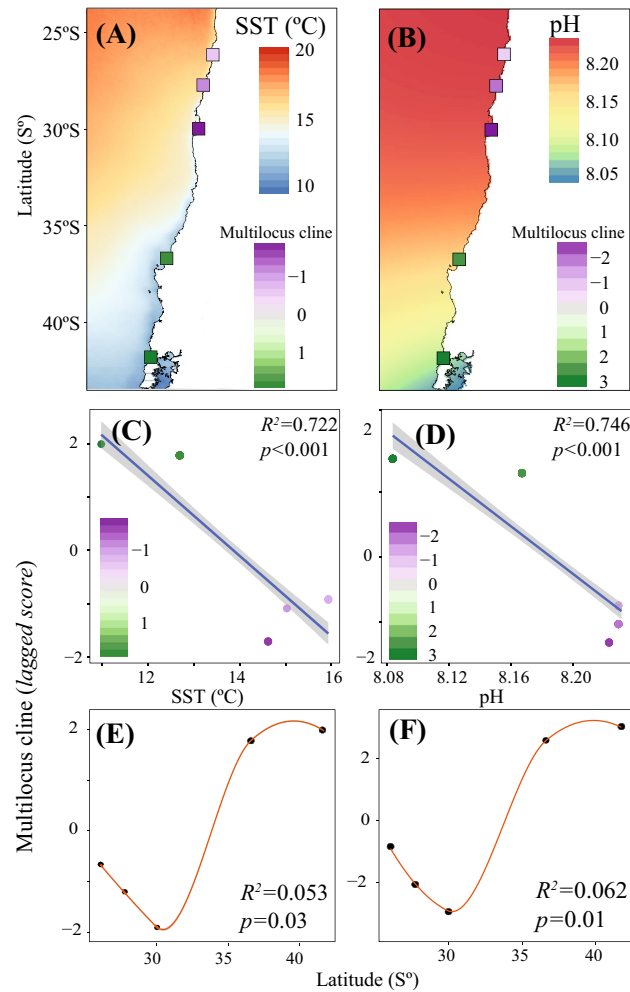 25ºS
30ºS
35ºS
40ºS
Latitude (Sº)
(A)
SST (ºC)
20
15
10
Multilocus cline
−1
0
1
(B)
pH
8.20
8.15
8.10
8.05
Multilocus cline
−2
−1
0
1
2
3
Multilocus cline (lagged score)
(C)
R²=0.722
p<0.001
2
0
−2
−1
0
1
12
14
16
SST (ºC)
(D)
R²=0.746
p<0.001
2
0
−2
−2
−1
0
1
2
3
8.08
8.12
8.16
8.20
pH
(E)
2
0
−2
R²=0.053
p=0.03
30
35
40
(F)
2
0
−2
R²=0.062
p=0.01
30
35
40
Latitude (Sº)